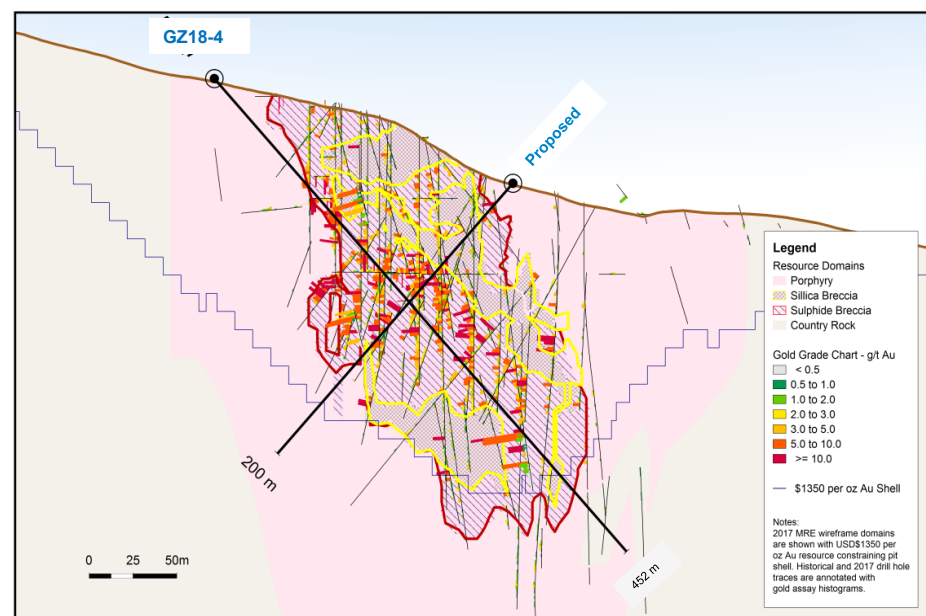 GZ18-4
Proposed
200 m
452 m
0 25 50m
Legend
Resource Domains
Porphyry
Sillica Breccia
Sulphide Breccia
Country Rock
Gold Grade Chart - g/t Au
< 0.5
0.5 to 1.0
1.0 to 2.0
2.0 to 3.0
3.0 to 5.0
5.0 to 10.0
>= 10.0
$1350 per oz Au Shell
Notes:
2017 MRE wireframe domains
are shown with USD$1350 per
oz Au resource constraining pit
shell. Historical and 2017 drill hole
traces are annotated with
gold assay histograms.